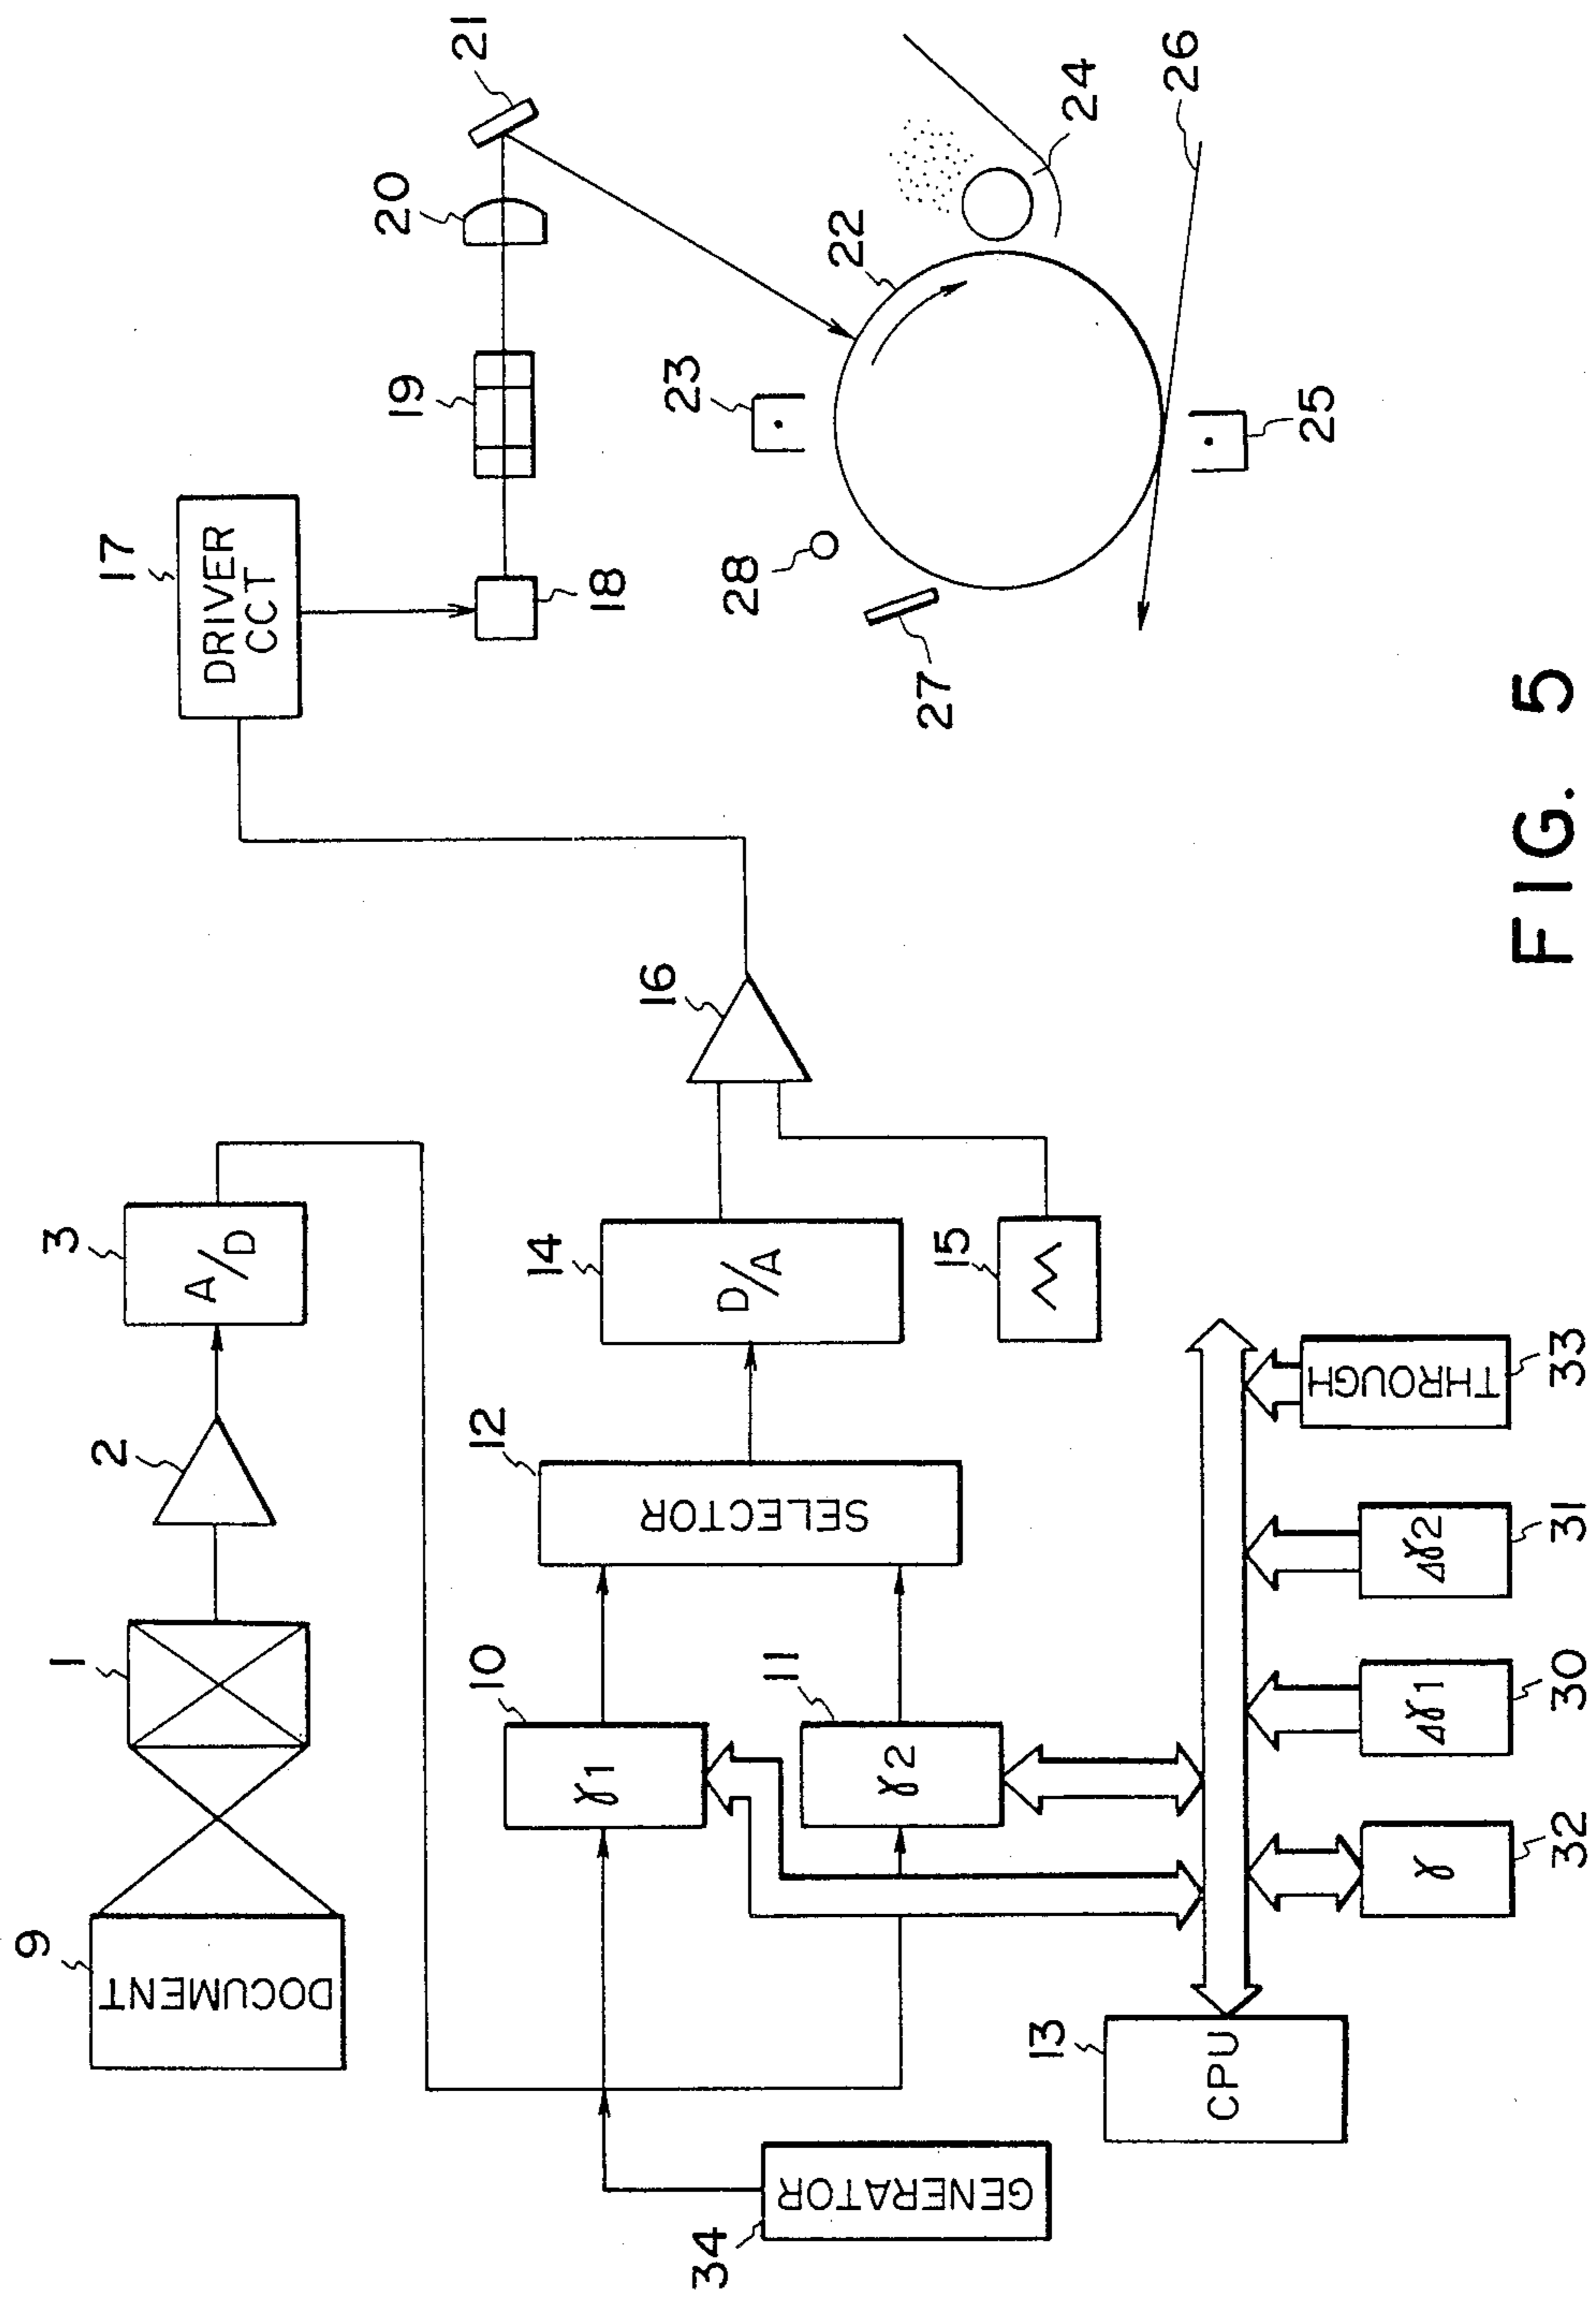 9
DOCUMENT
1
2
3
A/D
34
GENERATOR
10
γ1
11
γ2
12
SELECTOR
14
D/A
15
16
17
DRIVER
CCT
18
19
20
21
22
23
24
25
26
27
28
13
CPU
32
γ
30
Δγ1
31
Δγ2
33
THROUGH
FIG. 5